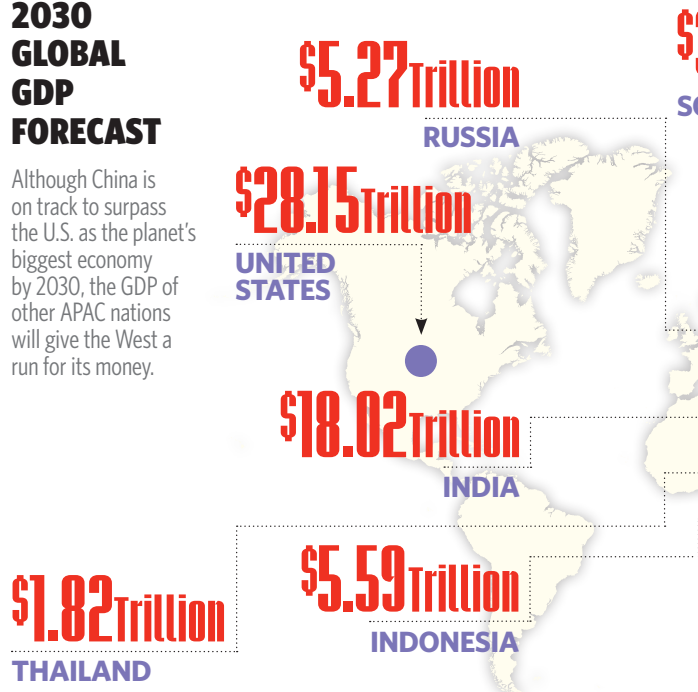 2030
GLOBAL
GDP
FORECAST
Although China is
on track to surpass
the U.S. as the planet's
biggest economy
by 2030, the GDP of
other APAC nations
will give the West a
run for its money.
$5.27Trillion
RUSSIA
$28.15Trillion
UNITED
STATES
$18.02Trillion
INDIA
$5.59Trillion
INDONESIA
$1.82Trillion
THAILAND